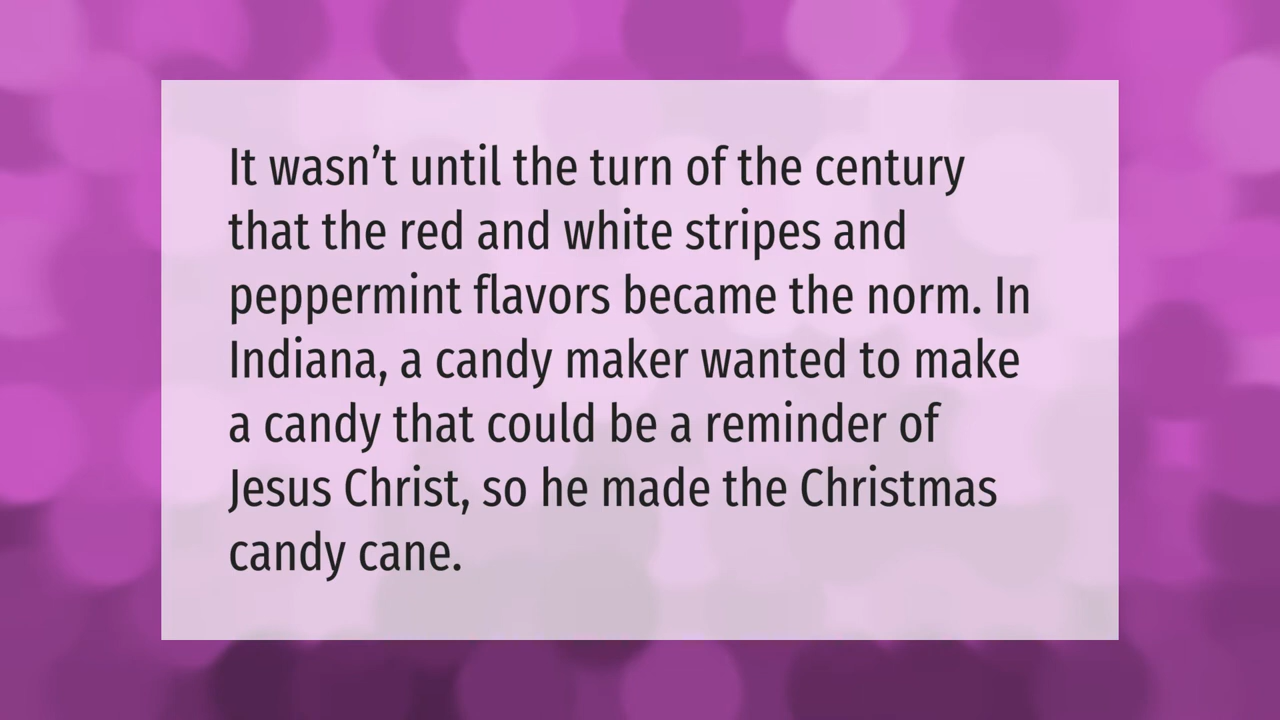 It wasn’t until the turn of the century
that the red and white stripes and
peppermint flavors became the norm. In
Indiana, a candy maker wanted to make
a candy that could be a reminder of
Jesus Christ, so he made the Christmas
candy cane.